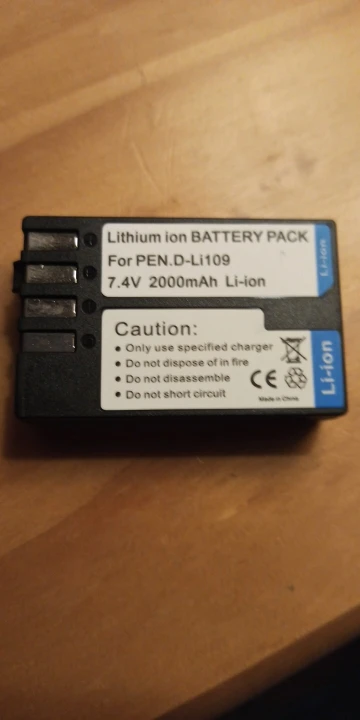 Lithium ion BATTERY PACK
For PEN.D-Li109
7.4V 2000mAh Li-ion
Li-ion
Caution:
• Only use specified charger
• Do not dispose of in fire
• Do not disassemble
• Do not short circuit
CE
Made in China
Li-ion